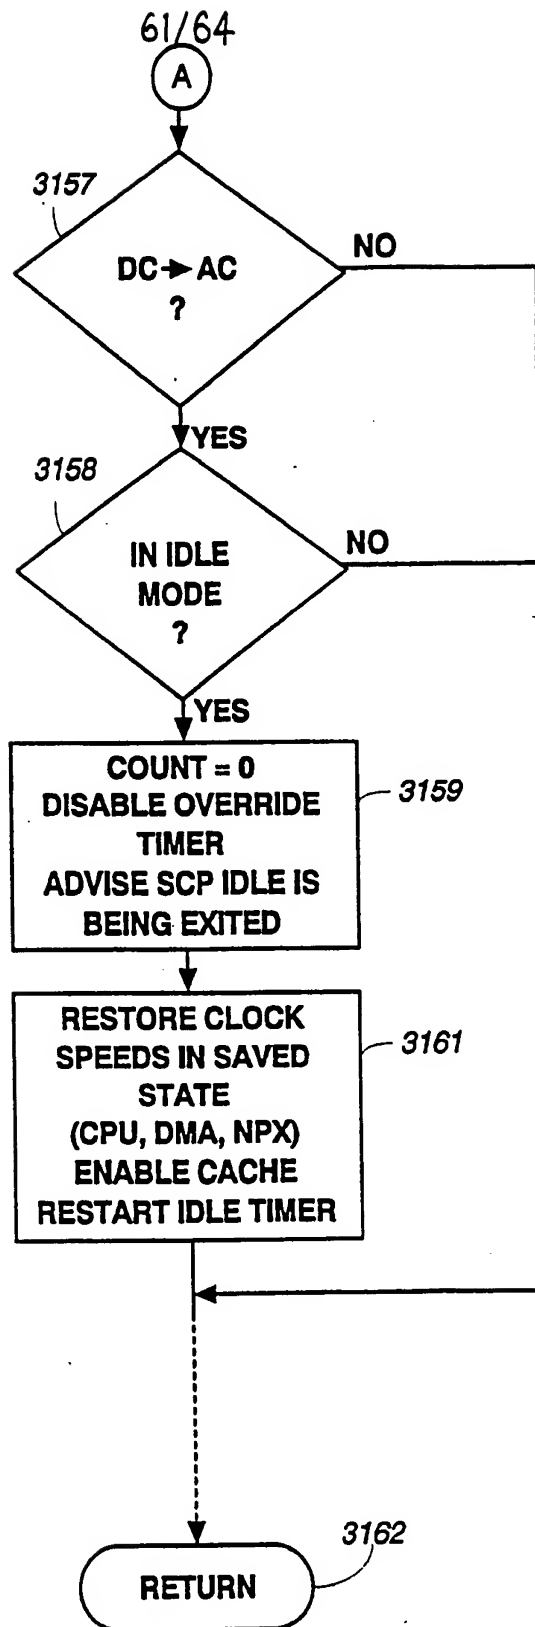 61/64
A
3157
DC→AC
?
NO
YES
3158
IN IDLE
MODE
?
NO
YES
COUNT = 0
DISABLE OVERRIDE
TIMER
ADVISE SCP IDLE IS
BEING EXITED
3159
RESTORE CLOCK
SPEEDS IN SAVED
STATE
(CPU, DMA, NPX)
ENABLE CACHE
RESTART IDLE TIMER
3161
3162
RETURN